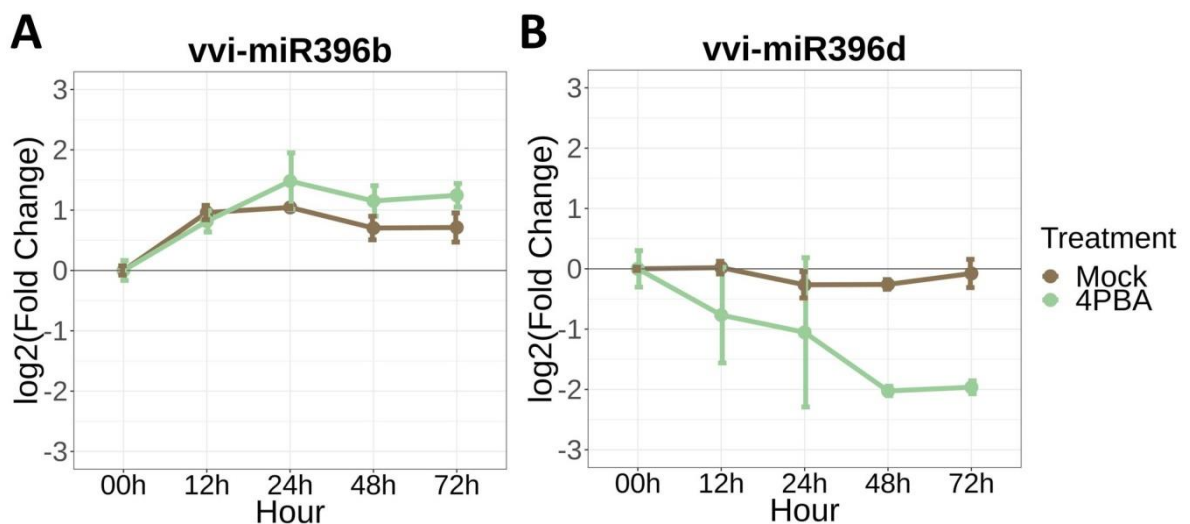 A
vvi-miR396b
log2(Fold Change)
3
2
1
0
-1
-2
-3
00h 12h 24h 48h 72h
Hour
B
vvi-miR396d
log2(Fold Change)
3
2
1
0
-1
-2
-3
00h 12h 24h 48h 72h
Hour
Treatment
Mock
4PBA